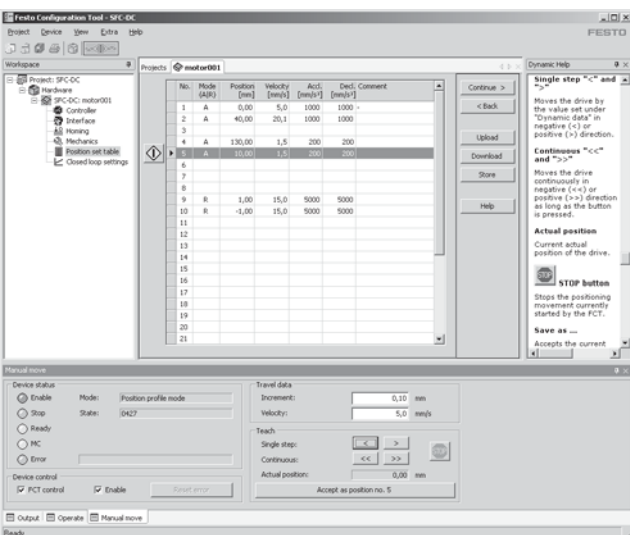 Festo Configuration Tool - SFC-DC
Project Device View Extra Help
FESTO
Workspace
Projects motor001
Dynamic Help
Project: SFC-DC
Hardware
SFC-DC: motor001
Controller
Interface
Homing
Mechanics
Position set table
Closed loop settings
No. Mode (A|R) Position [mm] Velocity [mm/s] Accl. [mm/s²] Decl. [mm/s²] Comment
1 A 0,00 5,0 1000 1000 -
2 A 40,00 20,1 1000 1000
3
4 A 130,00 1,5 200 200
5 A 10,00 1,5 200 200
6
7
8
9 R 1,00 15,0 5000 5000
10 R -1,00 15,0 5000 5000
11
12
13
14
15
16
17
18
19
20
21
Continue >
< Back
Upload
Download
Store
Help
Single step "<" and
">"
Moves the drive by
the value set under
"Dynamic data" in
negative (<) or
positive (>) direction.
Continuous "<<"
and ">>"
Moves the drive
continuously in
negative (<<) or
positive (>>) direction
as long as the button
is pressed.
Actual position
Current actual
position of the drive.
STOP
STOP button
Stops the positioning
movement currently
started by the FCT.
Save as ...
Accepts the current
Manual move
Device status
Enable Mode: Position profile mode
Stop State: 0427
Ready
MC
Error
Device control
FCT control Enable Reset error
Travel data
Increment: 0,10 mm
Velocity: 5,0 mm/s
Teach
Single step: < >
Continuous: << >>
STOP
Actual position: 0,00 mm
Accept as position no. 5
Output Operate Manual move
Ready